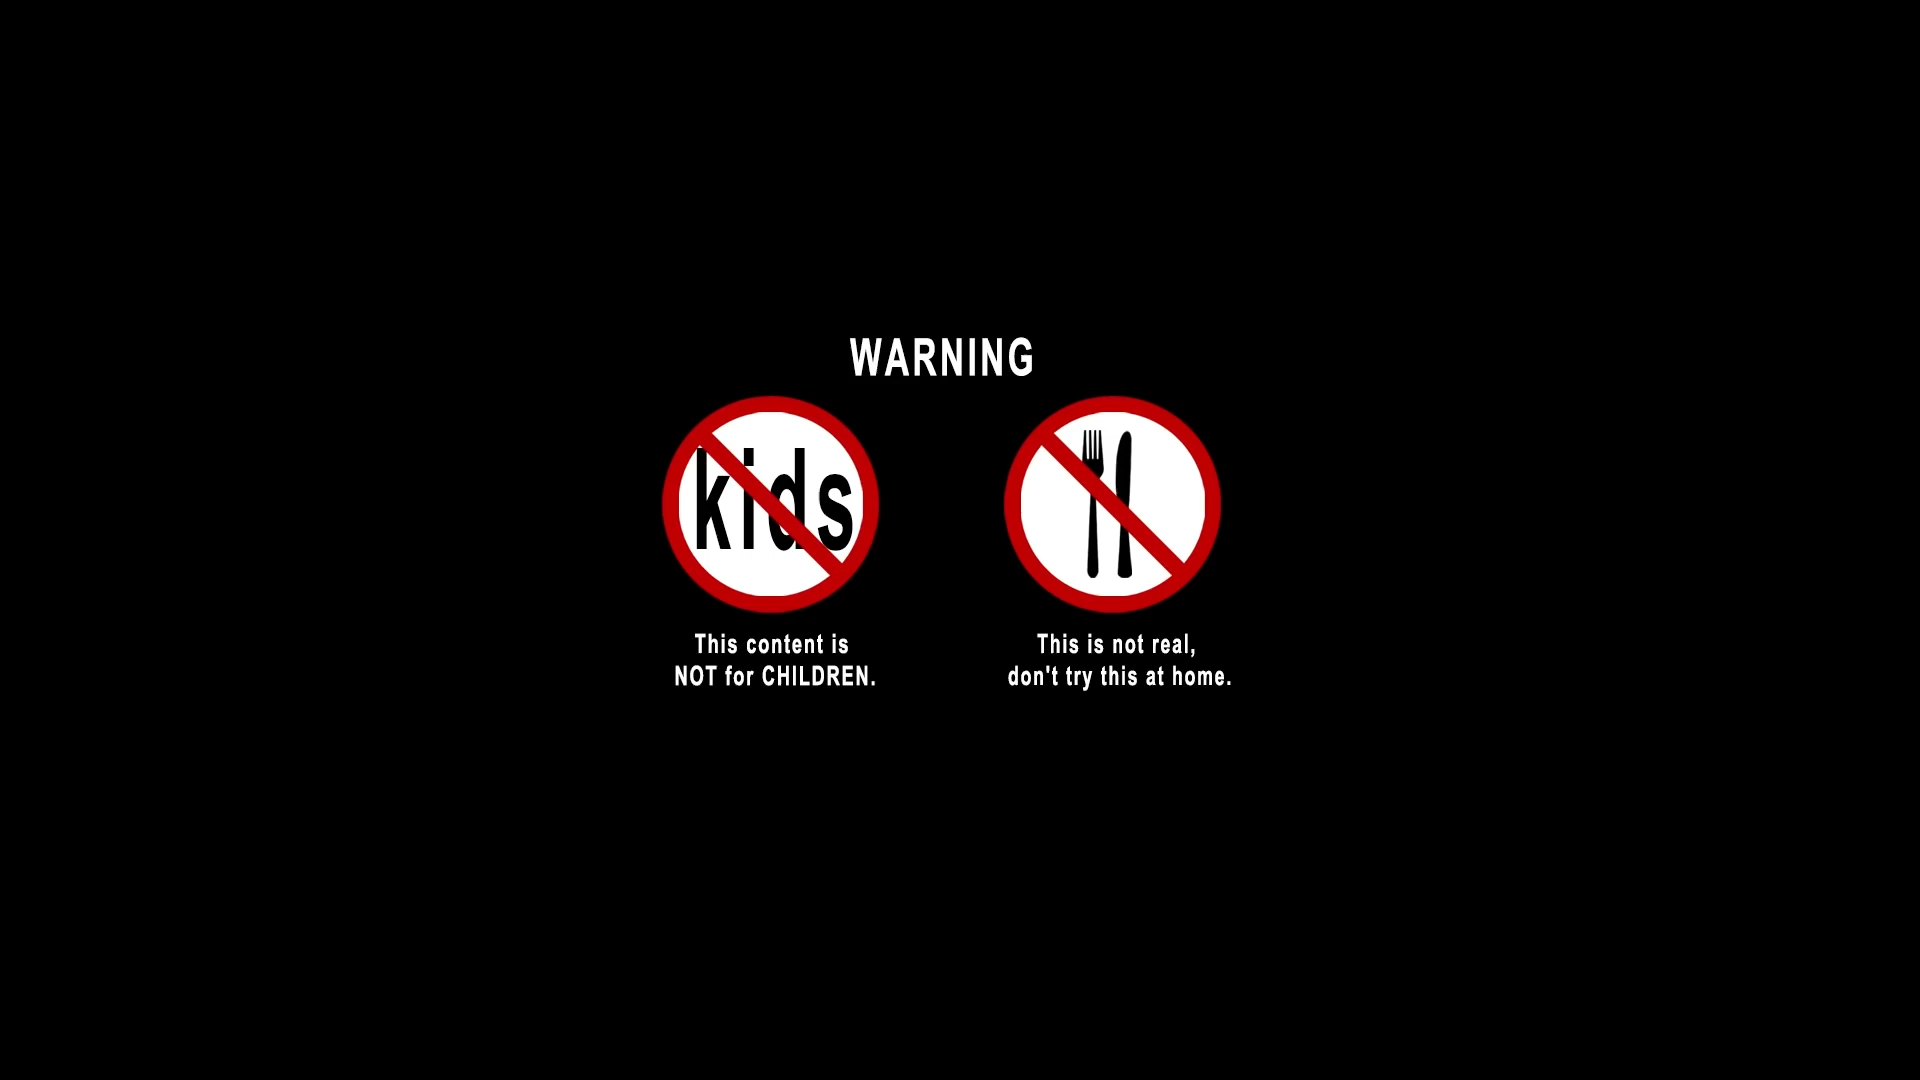 WARNING
kids
This content is
NOT for CHILDREN.
This is not real,
don't try this at home.